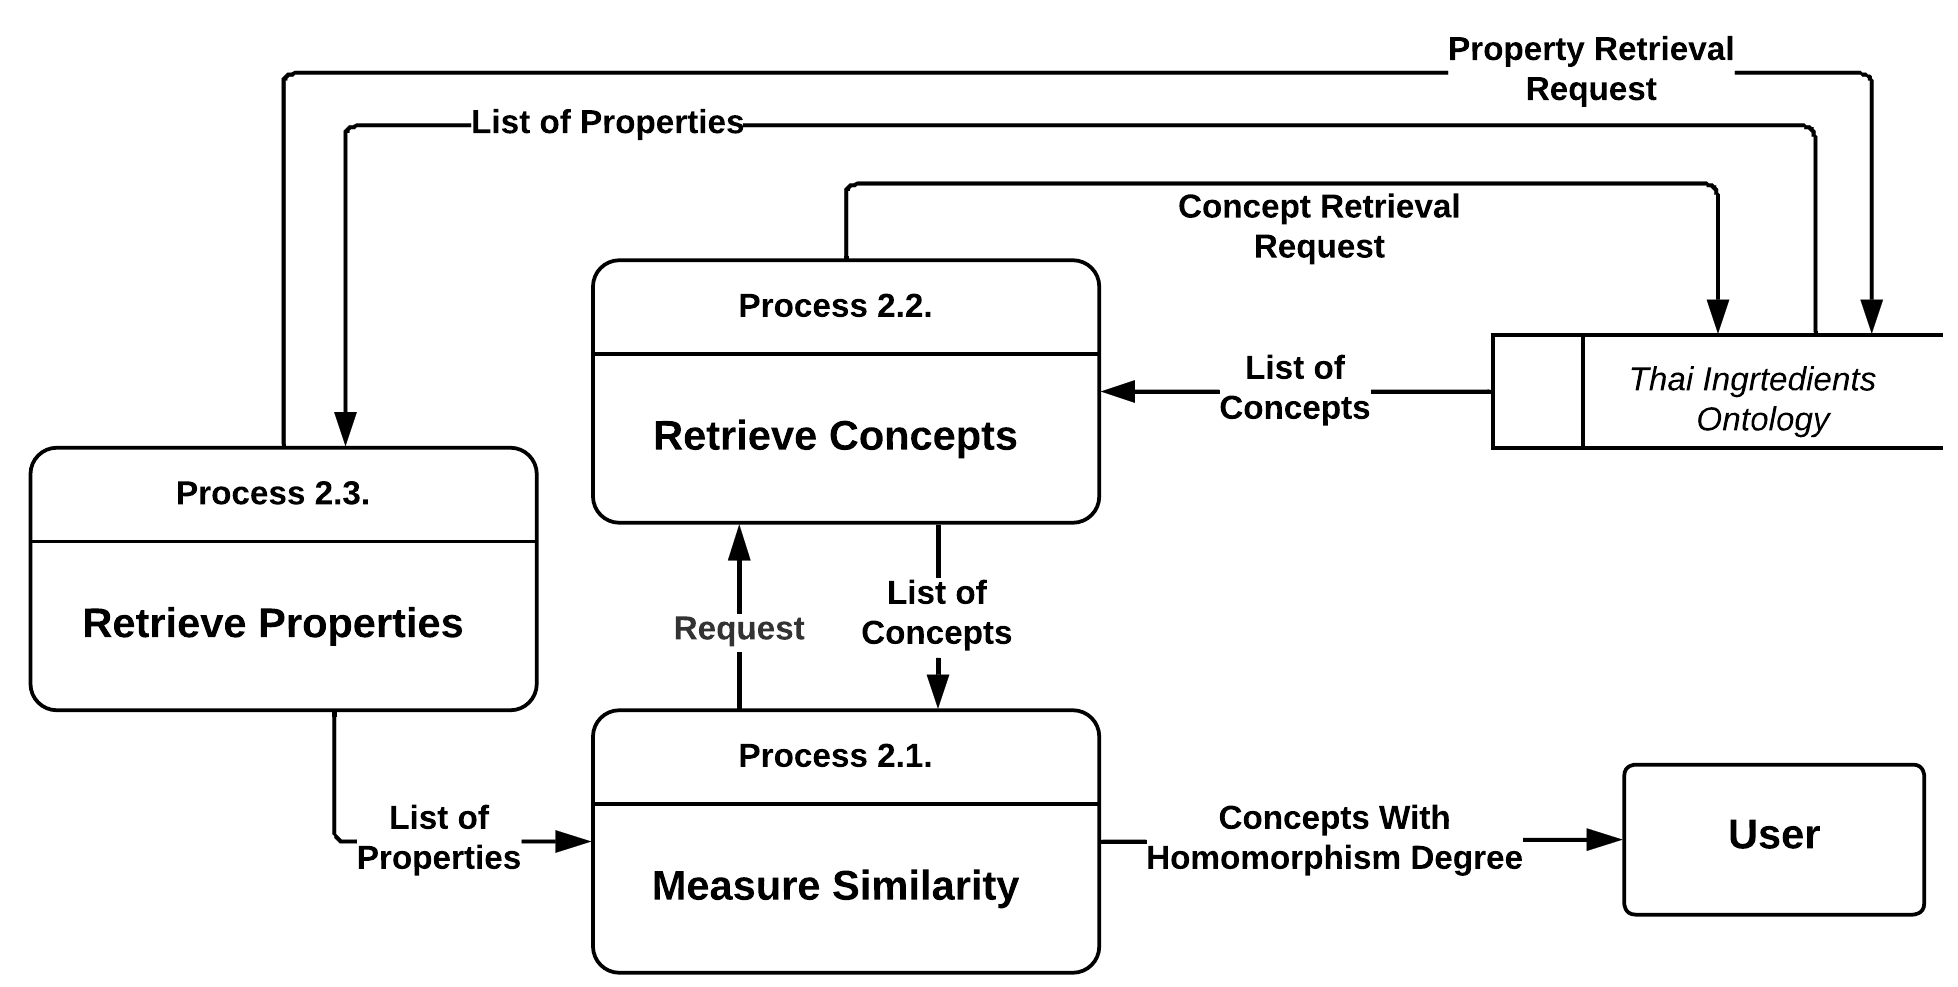 Property Retrieval
Request
List of Properties
Concept Retrieval
Request
Process 2.2.
Retrieve Concepts
List of
Concepts
Thai Ingrtedients
Ontology
Process 2.3.
Retrieve Properties
Request
List of
Concepts
Process 2.1.
Measure Similarity
List of
Properties
Concepts With
Homomorphism Degree
User